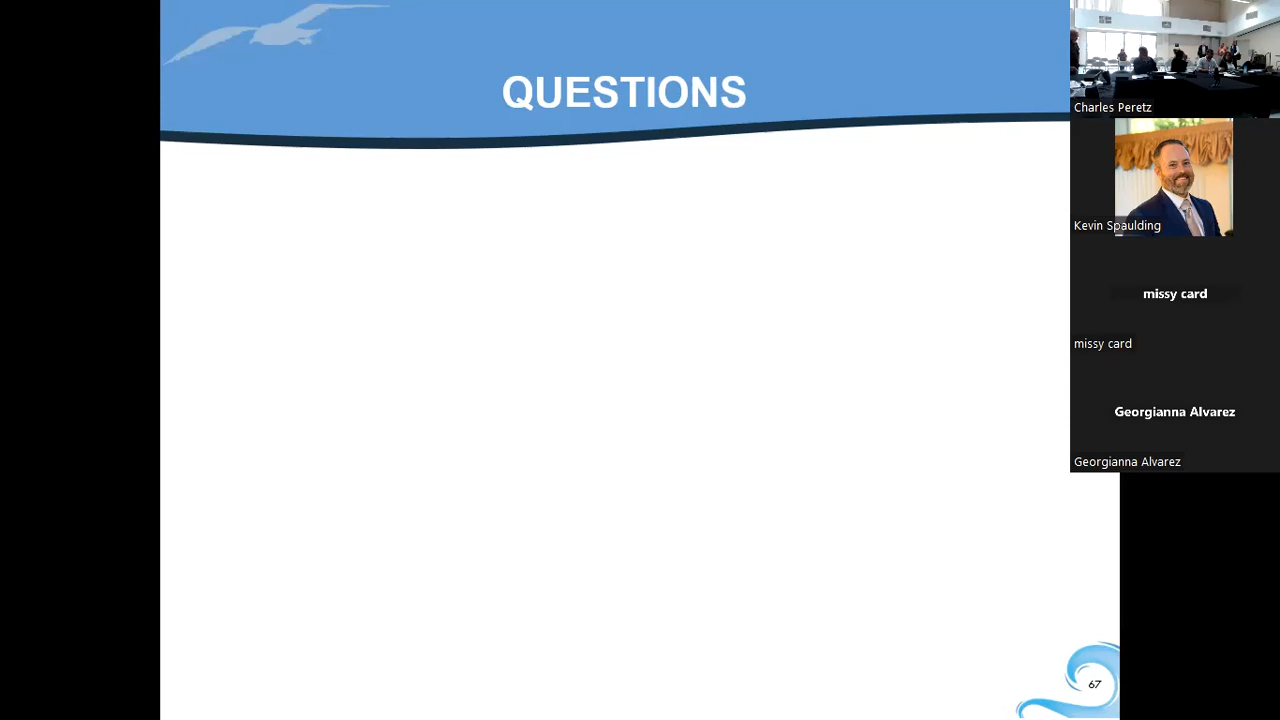 QUESTIONS
Charles Peretz
Kevin Spaulding
missy card
missy card
Georgianna Alvarez
Georgianna Alvarez
67